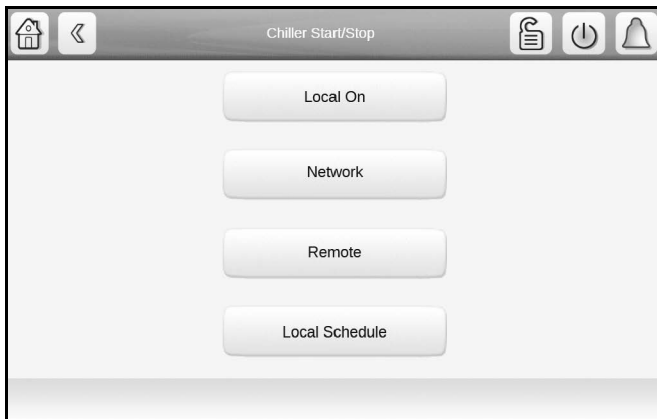 Chiller Start/Stop
Local On
Network
Remote
Local Schedule